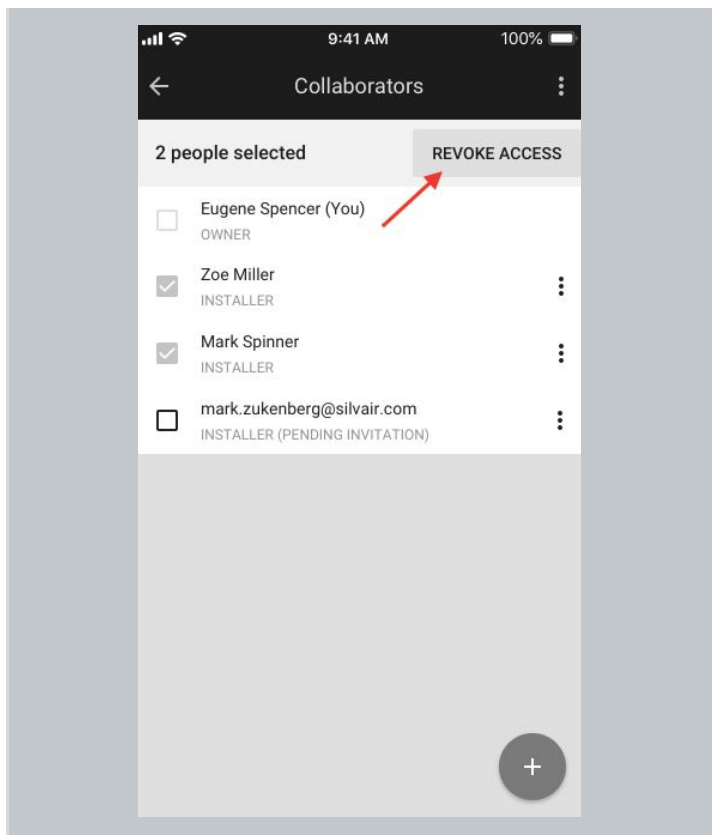 9:41 AM 100%
Collaborators
2 people selected REVOKE ACCESS
Eugene Spencer (You)
OWNER
Zoe Miller
INSTALLER
Mark Spinner
INSTALLER
mark.zukenberg@silvair.com
INSTALLER (PENDING INVITATION)